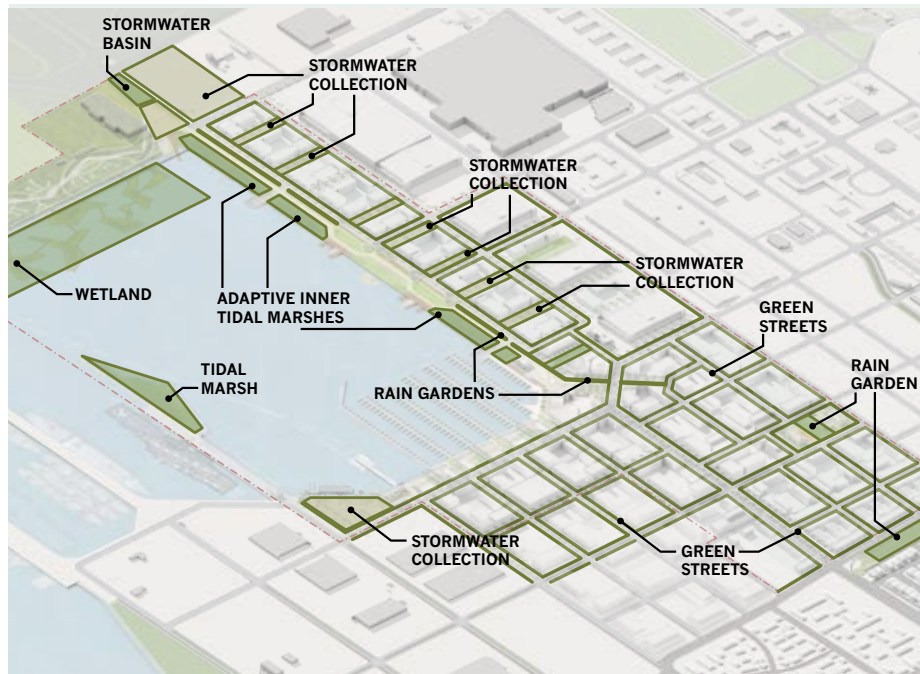 STORMWATER
BASIN
STORMWATER
COLLECTION
STORMWATER
COLLECTION
STORMWATER
COLLECTION
WETLAND
ADAPTIVE INNER
TIDAL MARSHES
GREEN
STREETS
TIDAL
MARSH
RAIN GARDENS
RAIN
GARDEN
STORMWATER
COLLECTION
GREEN
STREETS